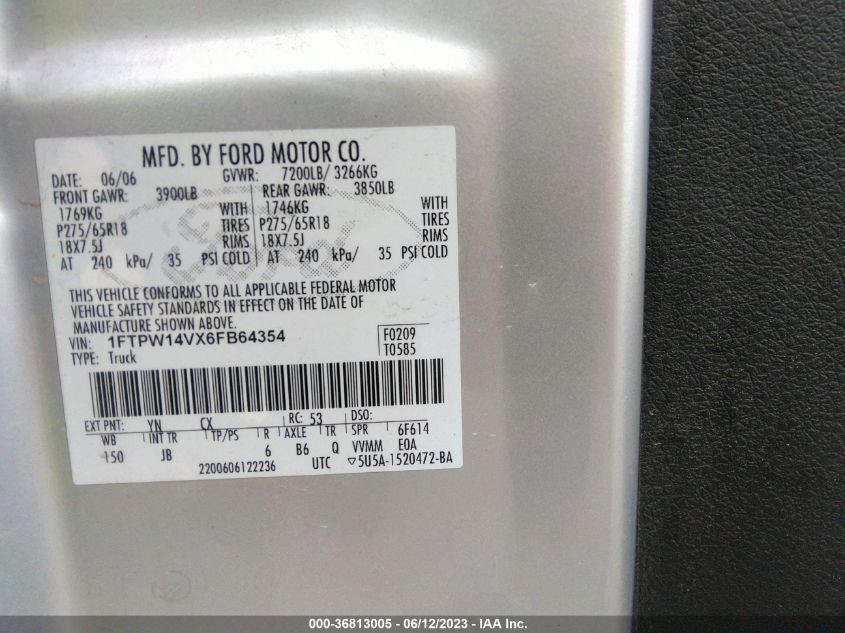 MFD. BY FORD MOTOR CO.
DATE: 06/06 GVWR: 7200LB/ 3266KG
FRONT GAWR: 3900LB REAR GAWR: 3850LB
1769KG WITH 1746KG WITH
P275/65R18 TIRES P275/65R18 TIRES
18X7.5J RIMS 18X7.5J RIMS
AT 240 kPa/ 35 PSI COLD AT 240 kPa/ 35 PSI COLD
THIS VEHICLE CONFORMS TO ALL APPLICABLE FEDERAL MOTOR
VEHICLE SAFETY STANDARDS IN EFFECT ON THE DATE OF
MANUFACTURE SHOWN ABOVE.
VIN: 1FTPW14VX6FB64354 F0209
TYPE: Truck T0585
EXT PNT: YN CX RC: 53 DSO:
WB INT TR TP/PS R AXLE TR SPR 6F614
150 JB 6 B6 Q VVMM EOA
2200606122236 UTC ▽5U5A-1520472-BA
000-36813005 - 06/12/2023 - IAA Inc.